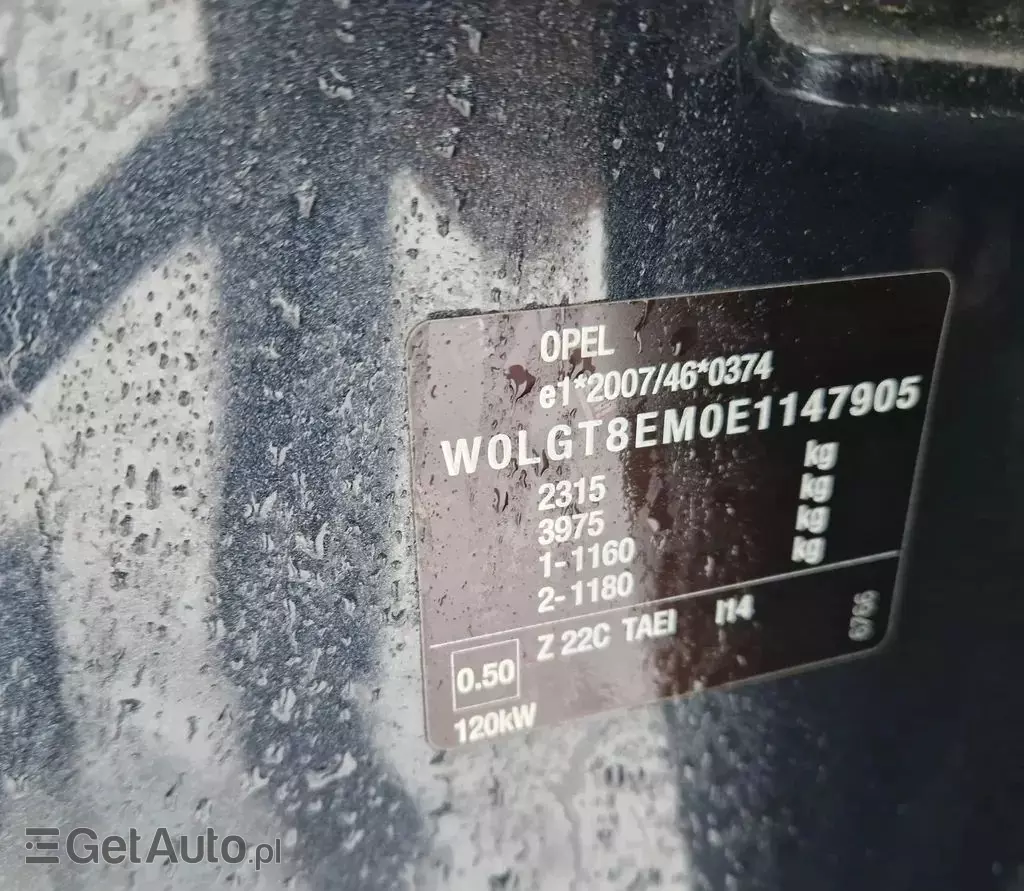 OPEL
e1*2007/46*0374
W0LGT8EM0E1147905
2315 kg
3975 kg
1-1160 kg
2-1180 kg
Z 22C TAEI I14
0.50
120kW
GetAuto.pl